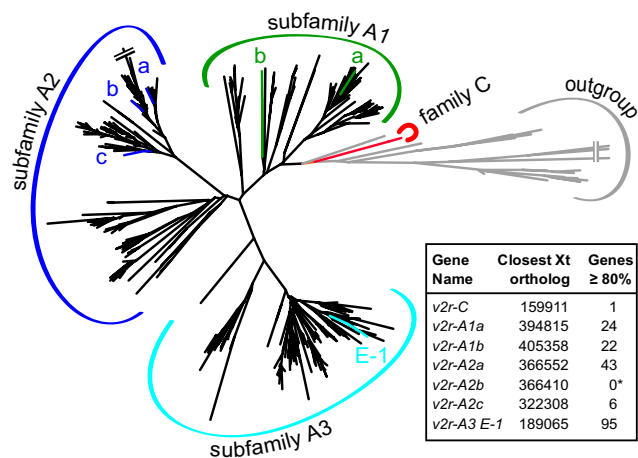 subfamily A1
subfamily A2
a
b
c
b
a
family C
outgroup
E-1
subfamily A3
Gene Name Closest Xt ortholog Genes ≥ 80%
v2r-C 159911 1
v2r-A1a 394815 24
v2r-A1b 405358 22
v2r-A2a 366552 43
v2r-A2b 366410 0*
v2r-A2c 322308 6
v2r-A3 E-1 189065 95